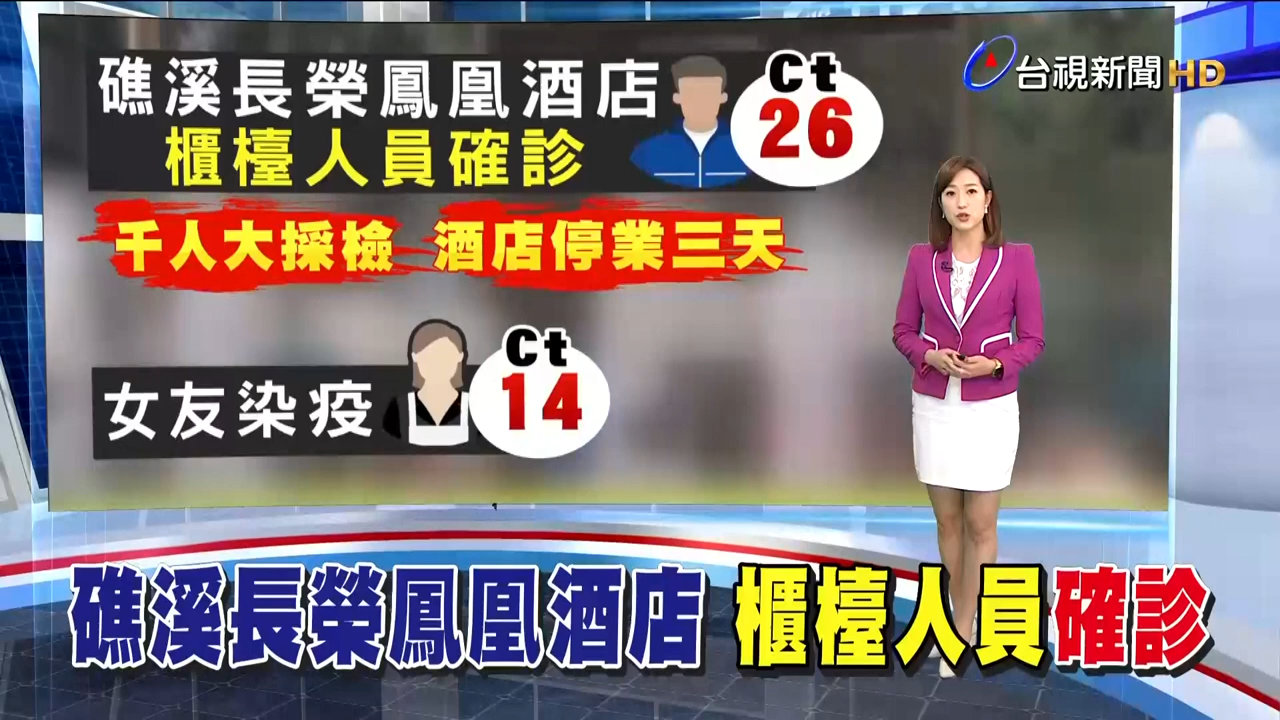 礁溪長榮鳳凰酒店
櫃檯人員確診
Ct
26
台視新聞HD
千人大採檢 酒店停業三天
女友染疫
Ct
14
礁溪長榮鳳凰酒店 櫃檯人員確診